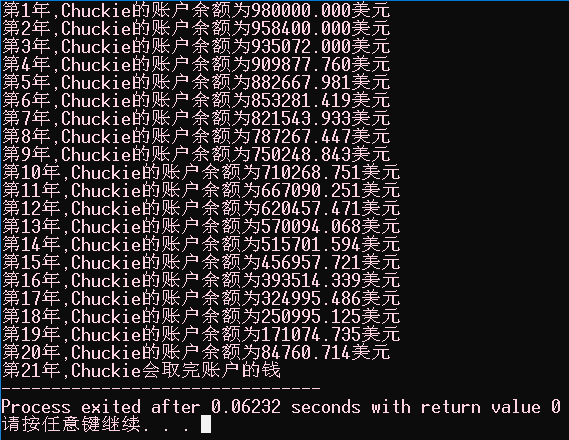 第1年,Chuckie的账户余额为980000.000美元
第2年,Chuckie的账户余额为958400.000美元
第3年,Chuckie的账户余额为935072.000美元
第4年,Chuckie的账户余额为909877.760美元
第5年,Chuckie的账户余额为882667.981美元
第6年,Chuckie的账户余额为853281.419美元
第7年,Chuckie的账户余额为821543.933美元
第8年,Chuckie的账户余额为787267.447美元
第9年,Chuckie的账户余额为750248.843美元
第10年,Chuckie的账户余额为710268.751美元
第11年,Chuckie的账户余额为667090.251美元
第12年,Chuckie的账户余额为620457.471美元
第13年,Chuckie的账户余额为570094.068美元
第14年,Chuckie的账户余额为515701.594美元
第15年,Chuckie的账户余额为456957.721美元
第16年,Chuckie的账户余额为393514.339美元
第17年,Chuckie的账户余额为324995.486美元
第18年,Chuckie的账户余额为250995.125美元
第19年,Chuckie的账户余额为171074.735美元
第20年,Chuckie的账户余额为84760.714美元
第21年,Chuckie会取完账户的钱
--------------------------------
Process exited after 0.06232 seconds with return value 0
请按任意键继续. . .